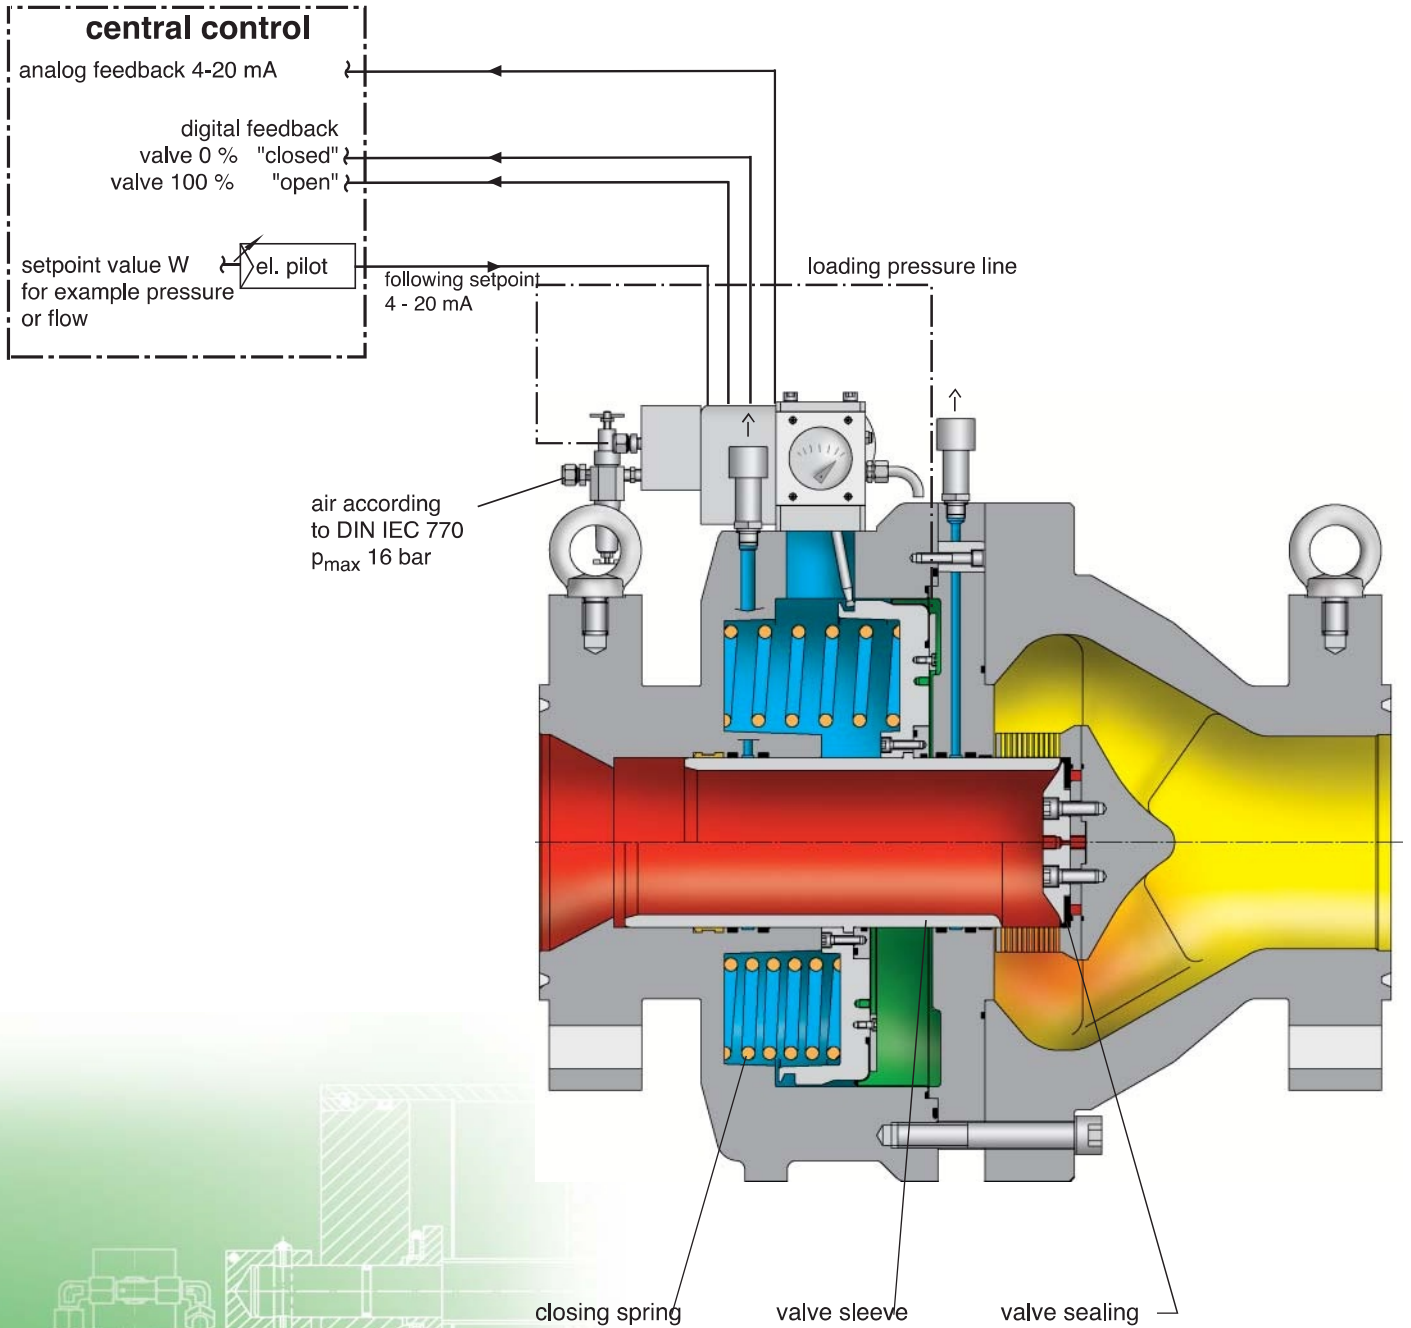 central control
analog feedback 4-20 mA
digital feedback
valve 0 % "closed"
valve 100 % "open"
setpoint value W
for example pressure
or flow
el. pilot
following setpoint
4 - 20 mA
loading pressure line
air according
to DIN IEC 770
pmax 16 bar
closing spring
valve sleeve
valve sealing